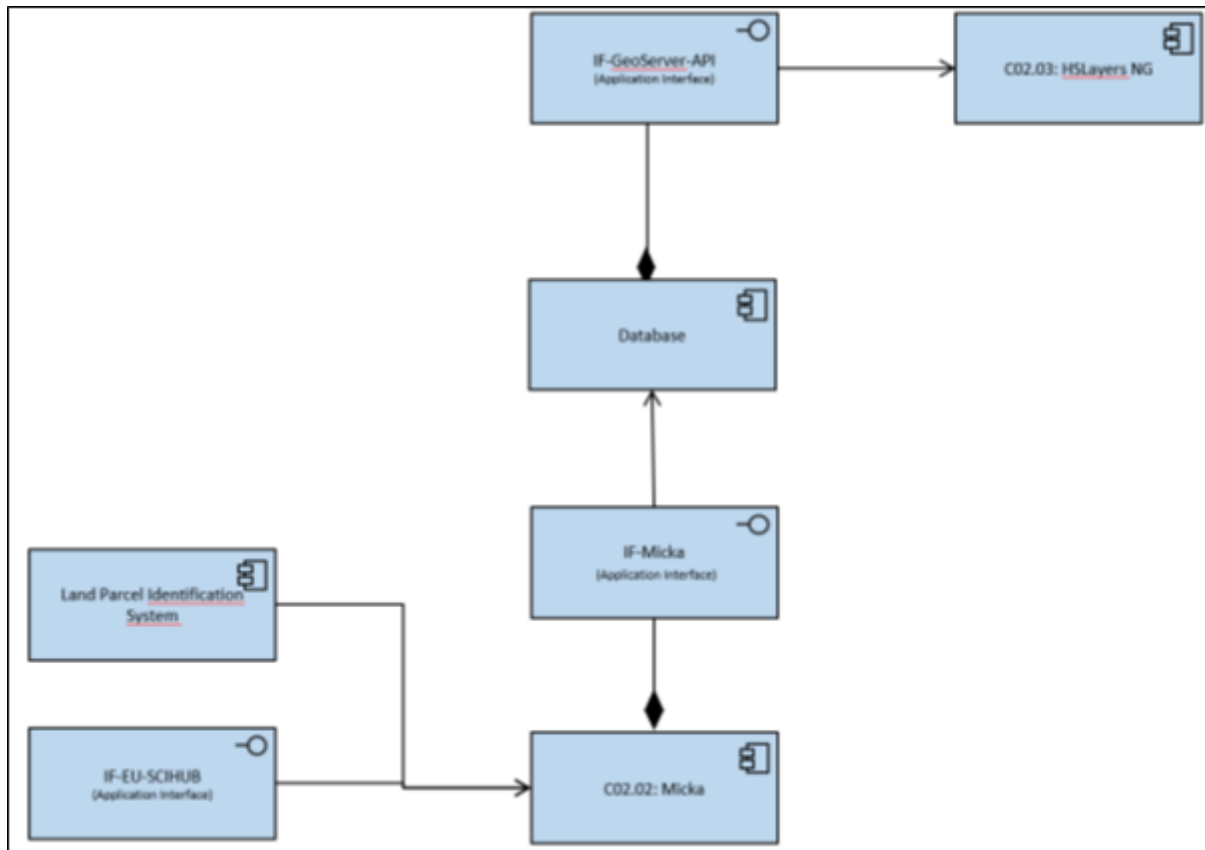 IF-GeoServer-API
(Application Interface)
C02.03: HSLayers NG
Database
IF-Micka
(Application Interface)
Land Parcel Identification
System
IF-EU-SCIHUB
(Application Interface)
C02.02: Micka